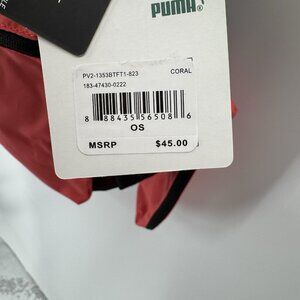 PUMA
PV2-1353BTFT1-823 CORAL
183-47430-0222
8 88435 56508 6
OS
MSRP $45.00